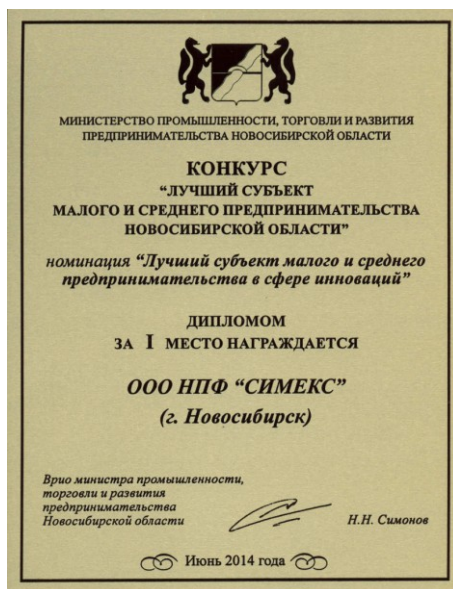 МИНИСТЕРСТВО ПРОМЫШЛЕННОСТИ, ТОРГОВЛИ И РАЗВИТИЯ
ПРЕДПРИНИМАТЕЛЬСТВА НОВОСИБИРСКОЙ ОБЛАСТИ
КОНКУРС
“ЛУЧШИЙ СУБЪЕКТ
МАЛОГО И СРЕДНЕГО ПРЕДПРИНИМАТЕЛЬСТВА
НОВОСИБИРСКОЙ ОБЛАСТИ”
номинация “Лучший субъект малого и среднего
предпринимательства в сфере инноваций”
ДИПЛОМОМ
ЗА I МЕСТО НАГРАЖДАЕТСЯ
ООО НПФ “СИМЕКС”
(г. Новосибирск)
Врио министра промышленности,
торговли и развития
предпринимательства
Новосибирской области
Н.Н. Симонов
Июнь 2014 года